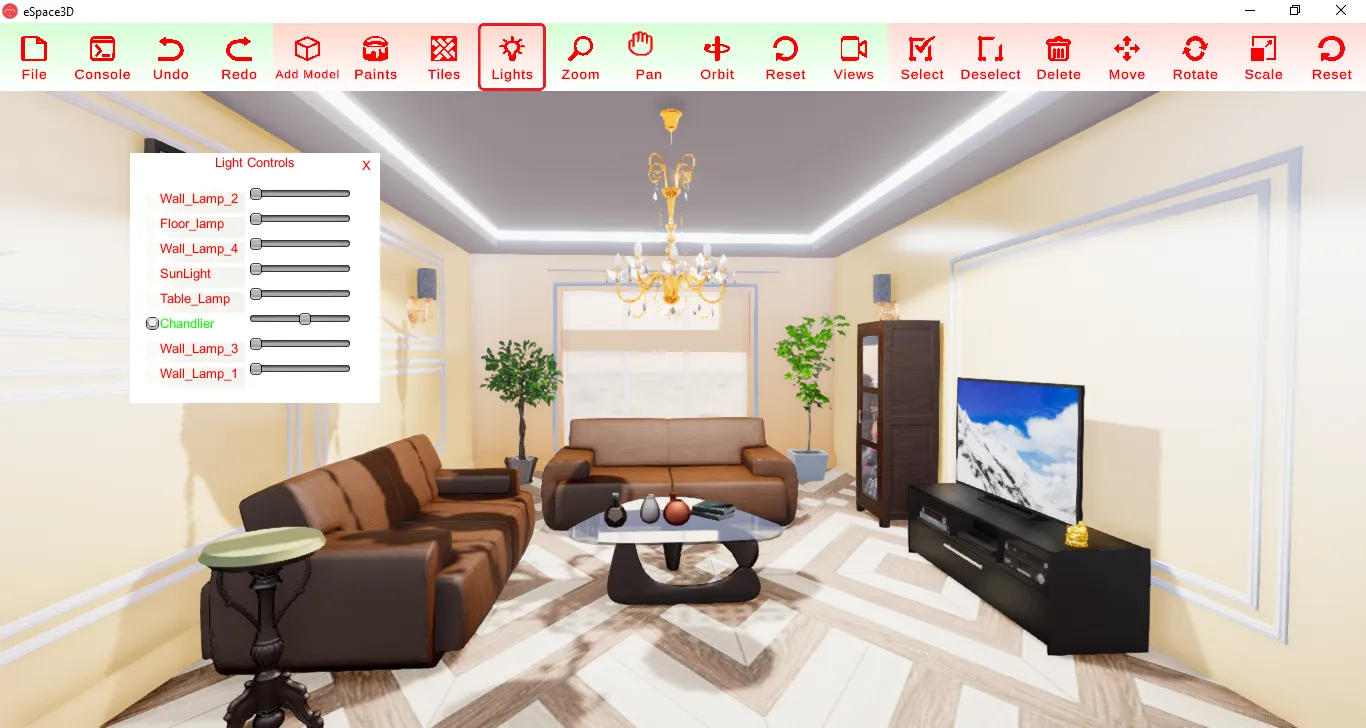 eSpace3D
File Console Undo Redo Add Model Paints Tiles Lights Zoom Pan Orbit Reset Views Select Deselect Delete Move Rotate Scale Reset
Light Controls X
Wall_Lamp_2
Floor_lamp
Wall_Lamp_4
SunLight
Table_Lamp
Chandlier
Wall_Lamp_3
Wall_Lamp_1